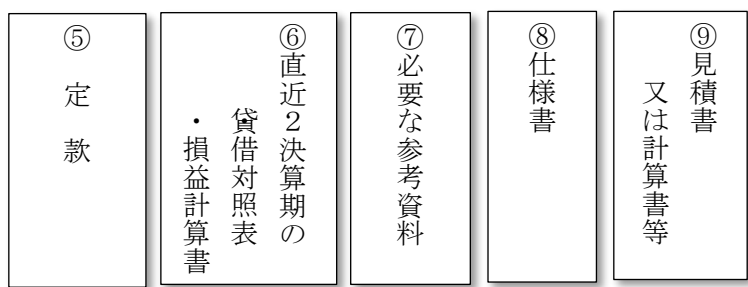 ⑤　定　款
⑥直近２決算期の
貸借対照表
・損益計算書
⑦必要な参考資料
⑧仕様書
⑨見積書
又は計算書等